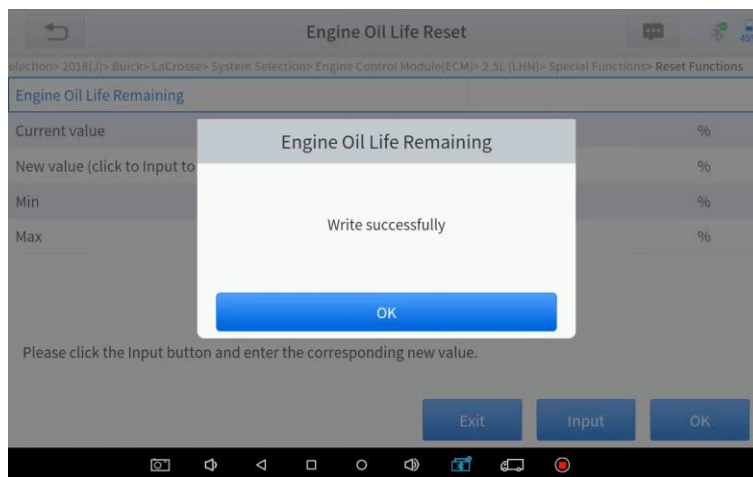 Engine Oil Life Reset
election> 2018(J)> Buick> LaCrosse> System Selection> Engine Control Module(ECM)> 2.5L (LHN)> Special Functions> Reset Functions
Engine Oil Life Remaining
Current value %
New value (click to Input to %
Min %
Max %
Engine Oil Life Remaining
Write successfully
OK
Please click the Input button and enter the corresponding new value.
Exit Input OK